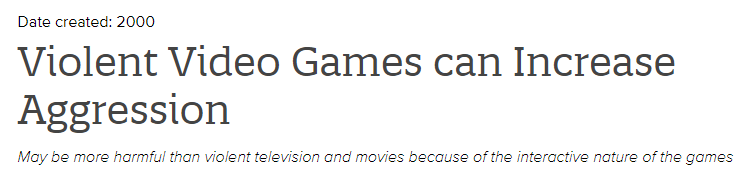 Date created: 2000
Violent Video Games can Increase
Aggression
May be more harmful than violent television and movies because of the interactive nature of the games